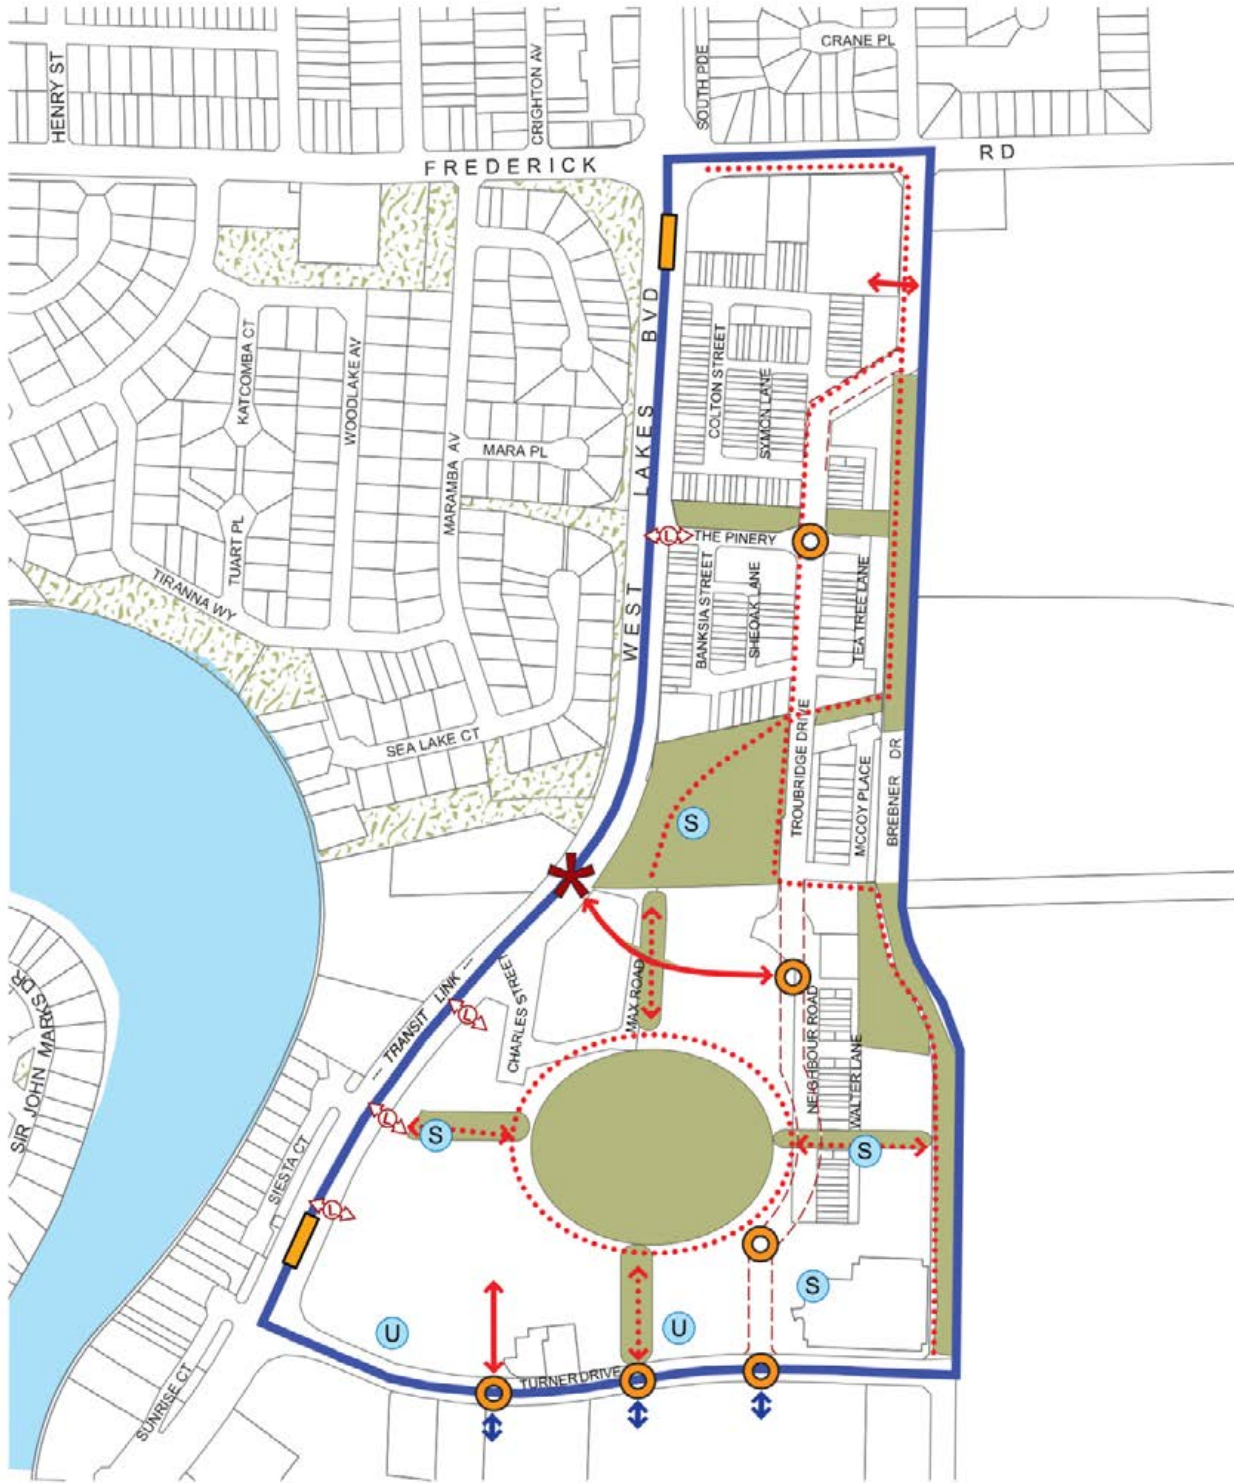 HENRY ST
CRIGHTON AV
SOUTH PDE
CRANE PL
FREDERICK
RD
KATCOMBA CT
WOODLAKE AV
MARAMBA AV
MARA PL
TUART PL
TIRANNA WY
SEA LAKE CT
WEST LAKES BVD
COLTON STREET
SYMON LANE
L
THE PINERY
BANKSIA STREET
SHEOAK LANE
TEA TREE LANE
TROUBRIDGE DRIVE
MCCOY PLACE
BREBNER DR
S
SIR JOHN MARKS DR
--- TRANSIT LINK ---
L
CHARLES STREET
MAX ROAD
NEIGHBOUR ROAD
WALTER LANE
L
S
S
SIESTA CT
L
S
U
U
SUNRISE CT
TURNER DRIVE